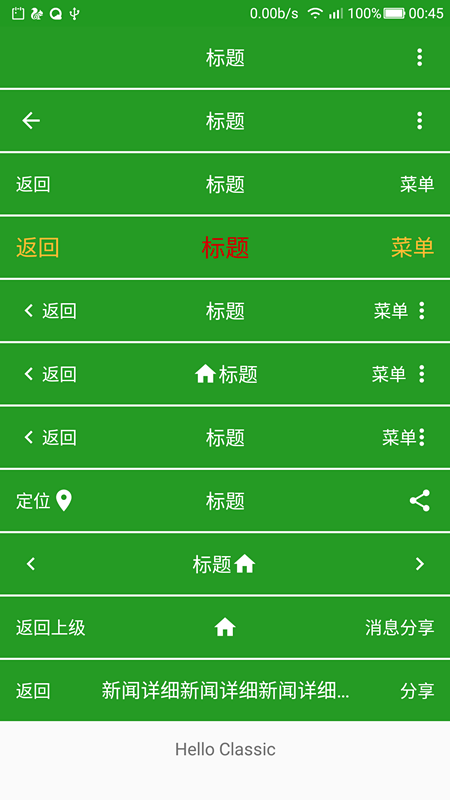 0.00b/s 100% 00:45
标题
标题
返回 标题 菜单
返回 标题 菜单
返回 标题 菜单
返回 标题 菜单
返回 标题 菜单
定位 标题
标题
返回上级 消息分享
返回 新闻详细新闻详细新闻详细... 分享
Hello Classic